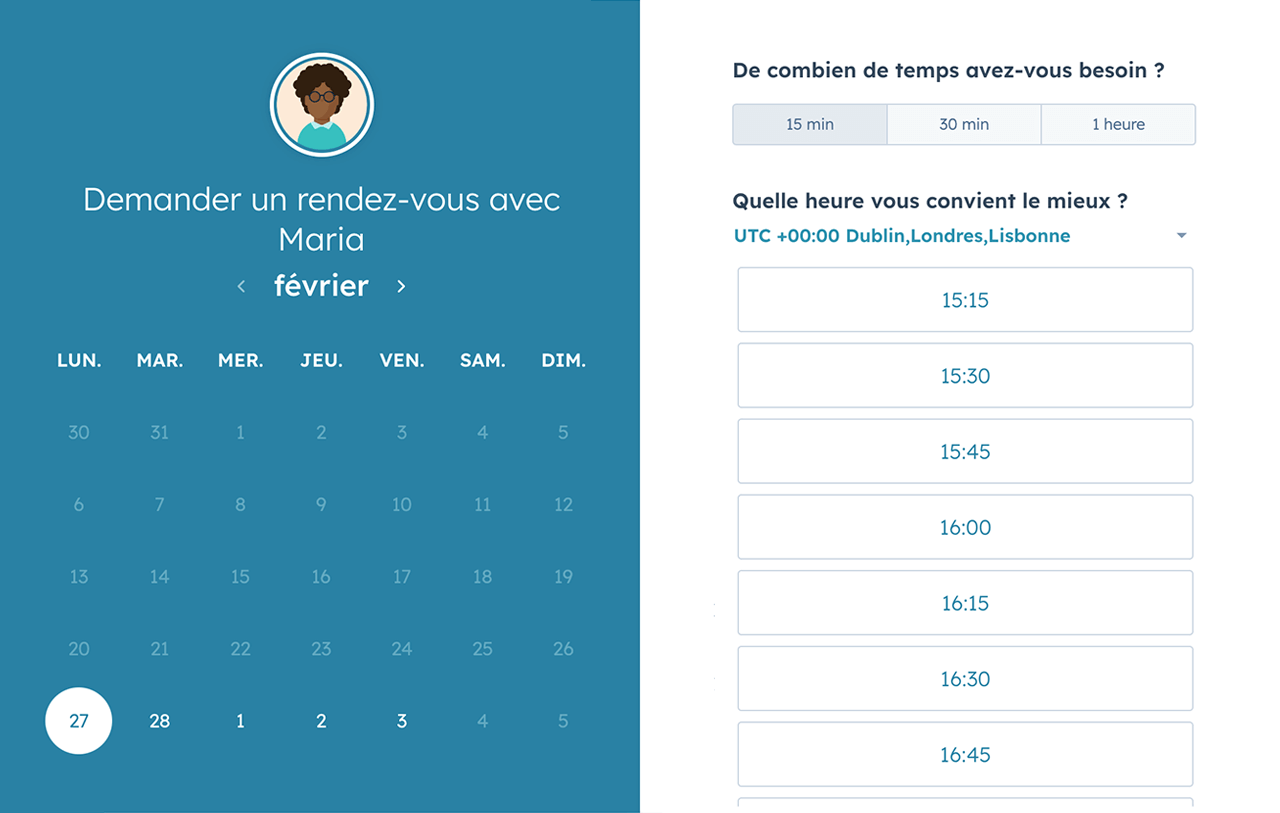 Demander un rendez-vous avec
Maria
février
LUN. MAR. MER. JEU. VEN. SAM. DIM.
30 31 1 2 3 4 5
6 7 8 9 10 11 12
13 14 15 16 17 18 19
20 21 22 23 24 25 26
27 28 1 2 3 4 5
De combien de temps avez-vous besoin ?
15 min 30 min 1 heure
Quelle heure vous convient le mieux ?
UTC +00:00 Dublin,Londres,Lisbonne
15:15
15:30
15:45
16:00
16:15
16:30
16:45